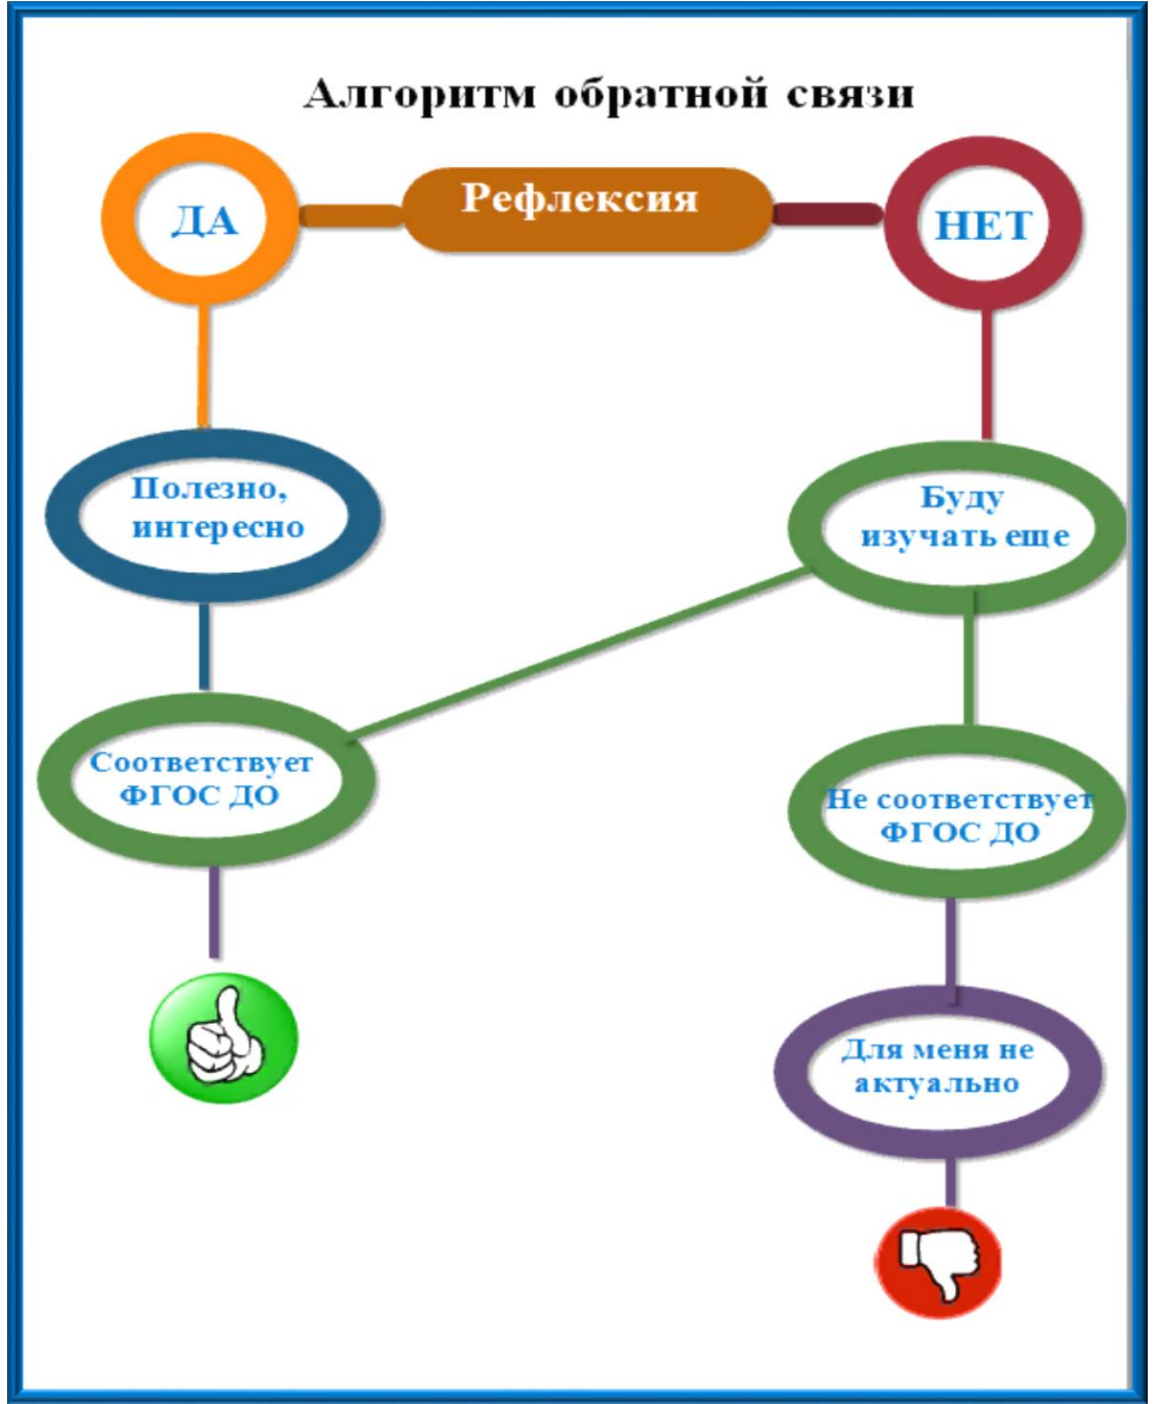 Алгоритм обратной связи
ДА
Рефлексия
НЕТ
Полезно,
интересно
Буду
изучать еще
Соответствует
ФГОС ДО
Не соответствует
ФГОС ДО
Для меня не
актуально